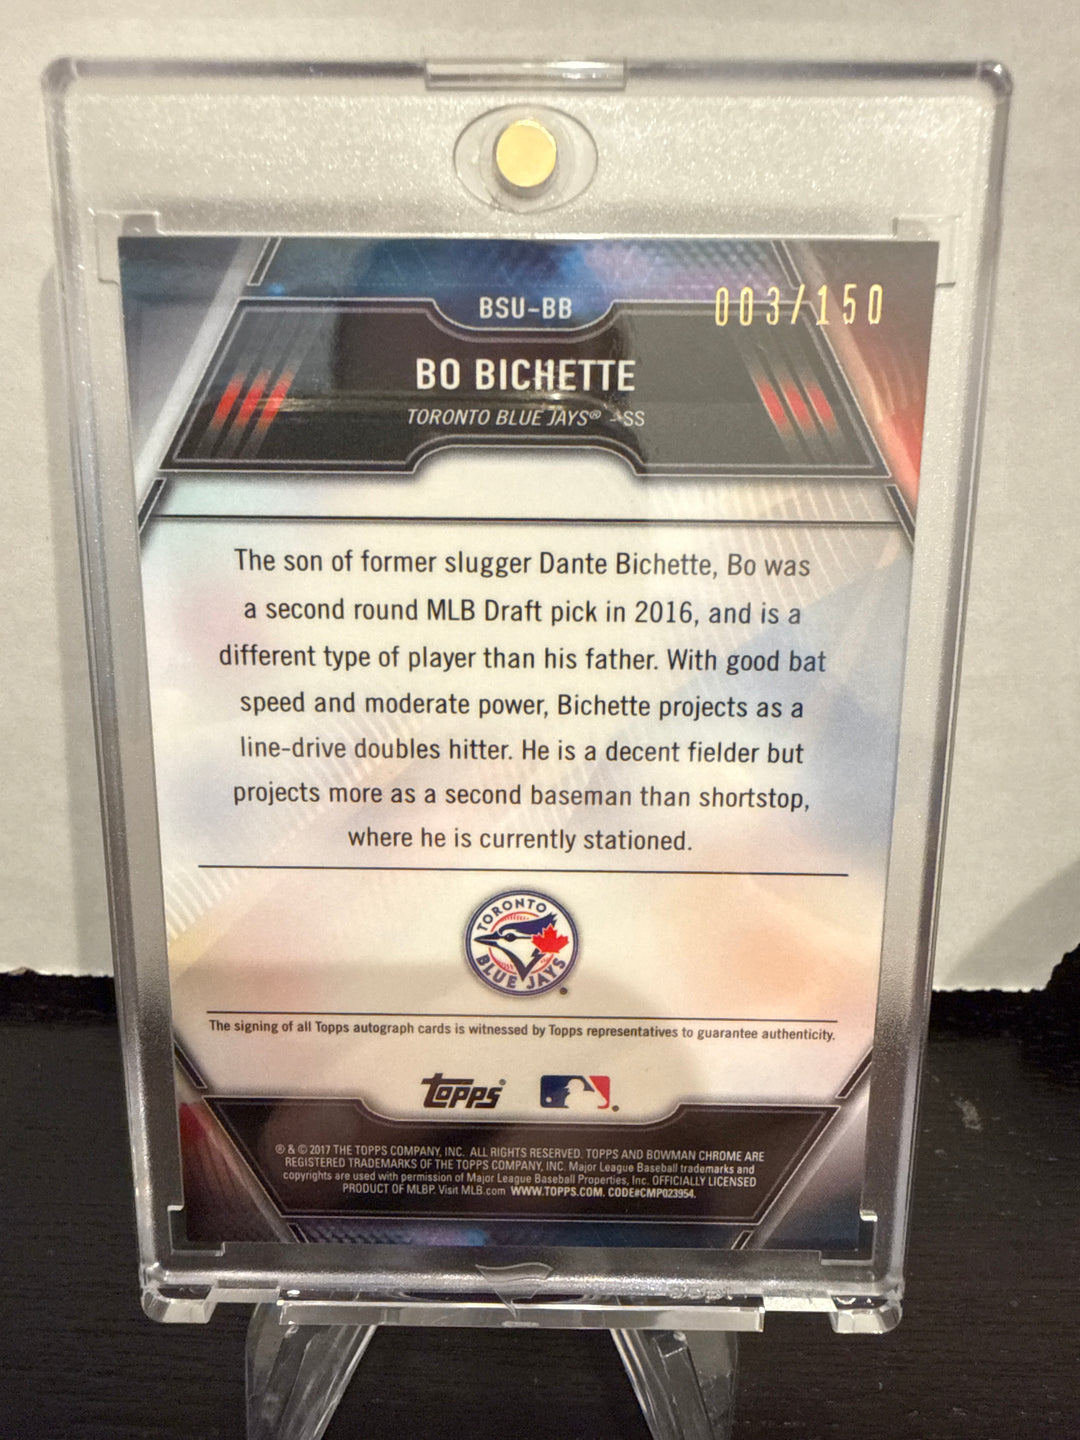 BSU-BB
003/150
BO BICHETTE
TORONTO BLUE JAYS® - SS
The son of former slugger Dante Bichette, Bo was
a second round MLB Draft pick in 2016, and is a
different type of player than his father. With good bat
speed and moderate power, Bichette projects as a
line-drive doubles hitter. He is a decent fielder but
projects more as a second baseman than shortstop,
where he is currently stationed.
TORONTO
BLUE JAYS
®
The signing of all Topps autograph cards is witnessed by Topps representatives to guarantee authenticity.
Topps®
® & © 2017 THE TOPPS COMPANY, INC. ALL RIGHTS RESERVED. TOPPS AND BOWMAN CHROME ARE
REGISTERED TRADEMARKS OF THE TOPPS COMPANY, INC. Major League Baseball trademarks and
copyrights are used with permission of Major League Baseball Properties, Inc. OFFICIALLY LICENSED
PRODUCT OF MLBP. Visit MLB.com WWW.TOPPS.COM. CODE#CMP023954.